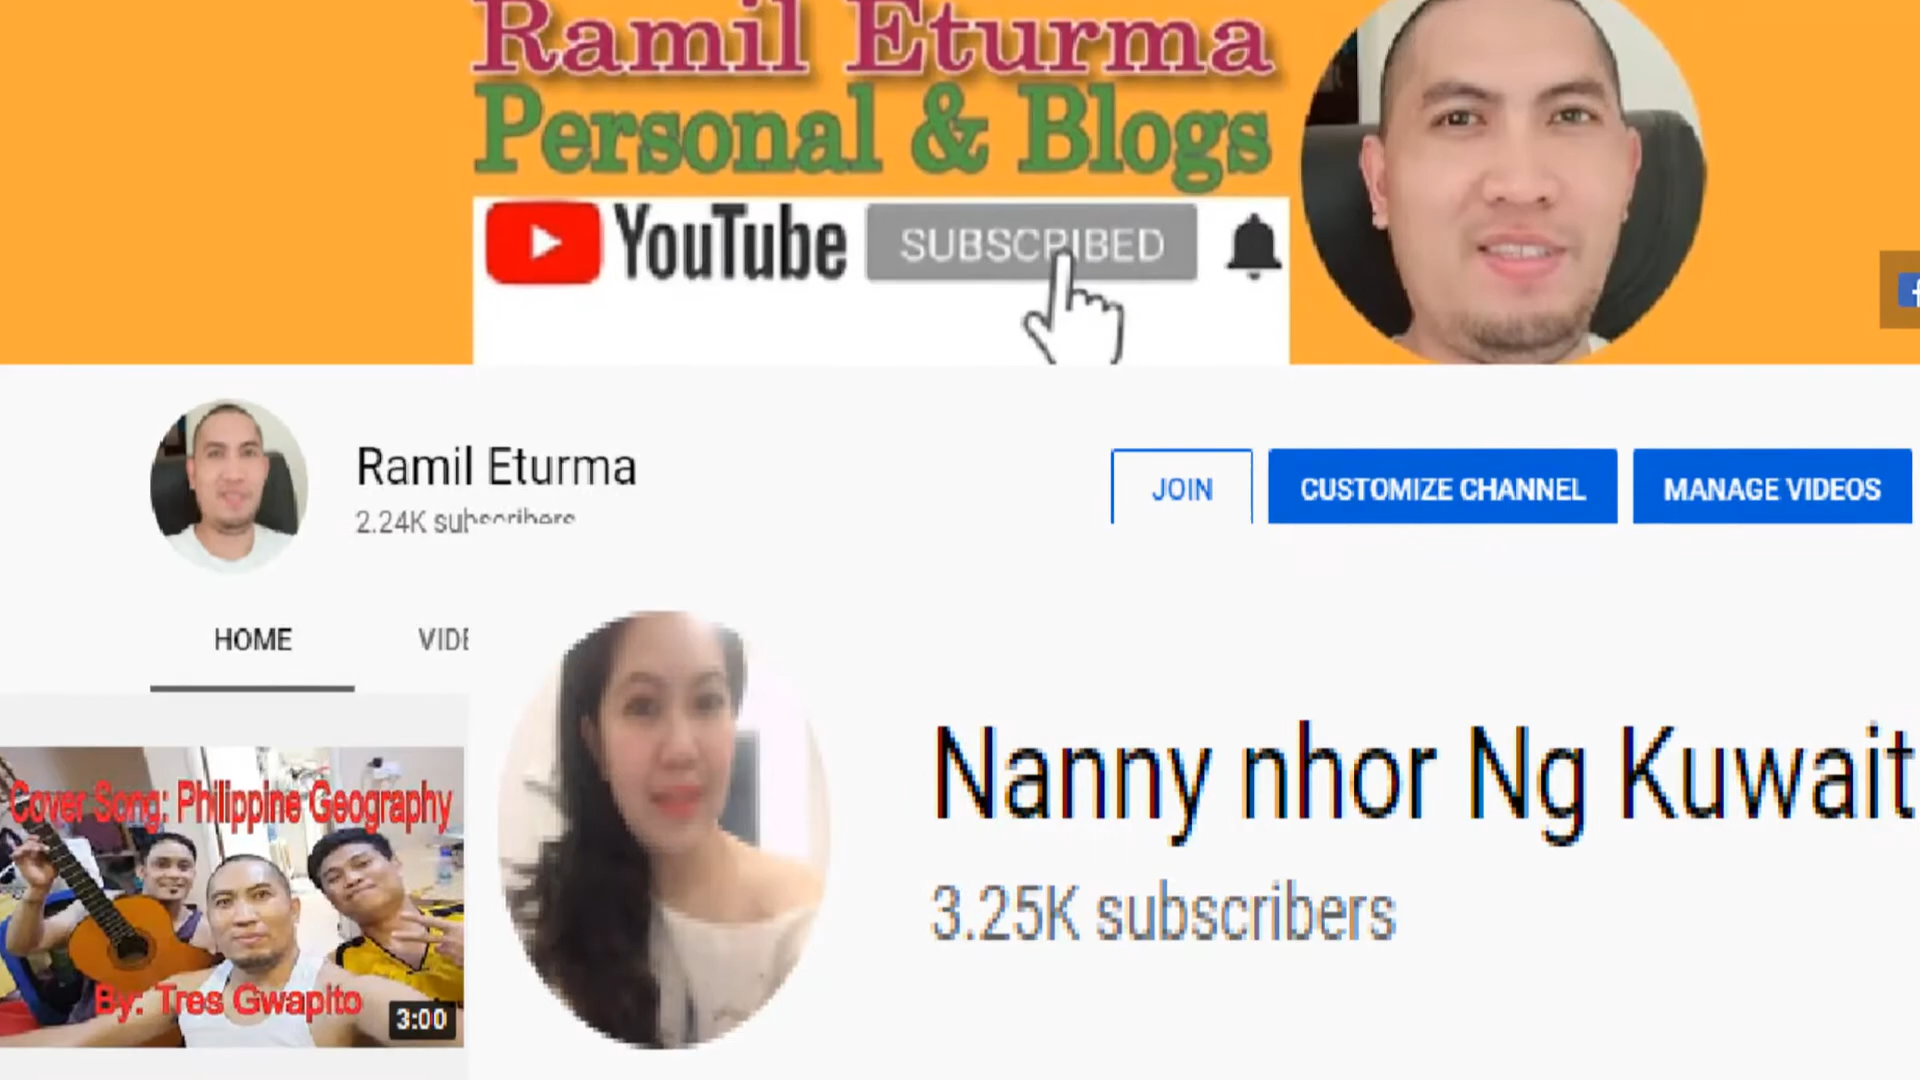 Ramil Eturma
Personal & Blogs
YouTube SUBSCRIBED
Ramil Eturma
2.24K subscribers
JOIN
CUSTOMIZE CHANNEL
MANAGE VIDEOS
HOME
VIDE
Cover Song: Philippine Geography
By: Tres Gwapito
3:00
Nanny nhor Ng Kuwait
3.25K subscribers